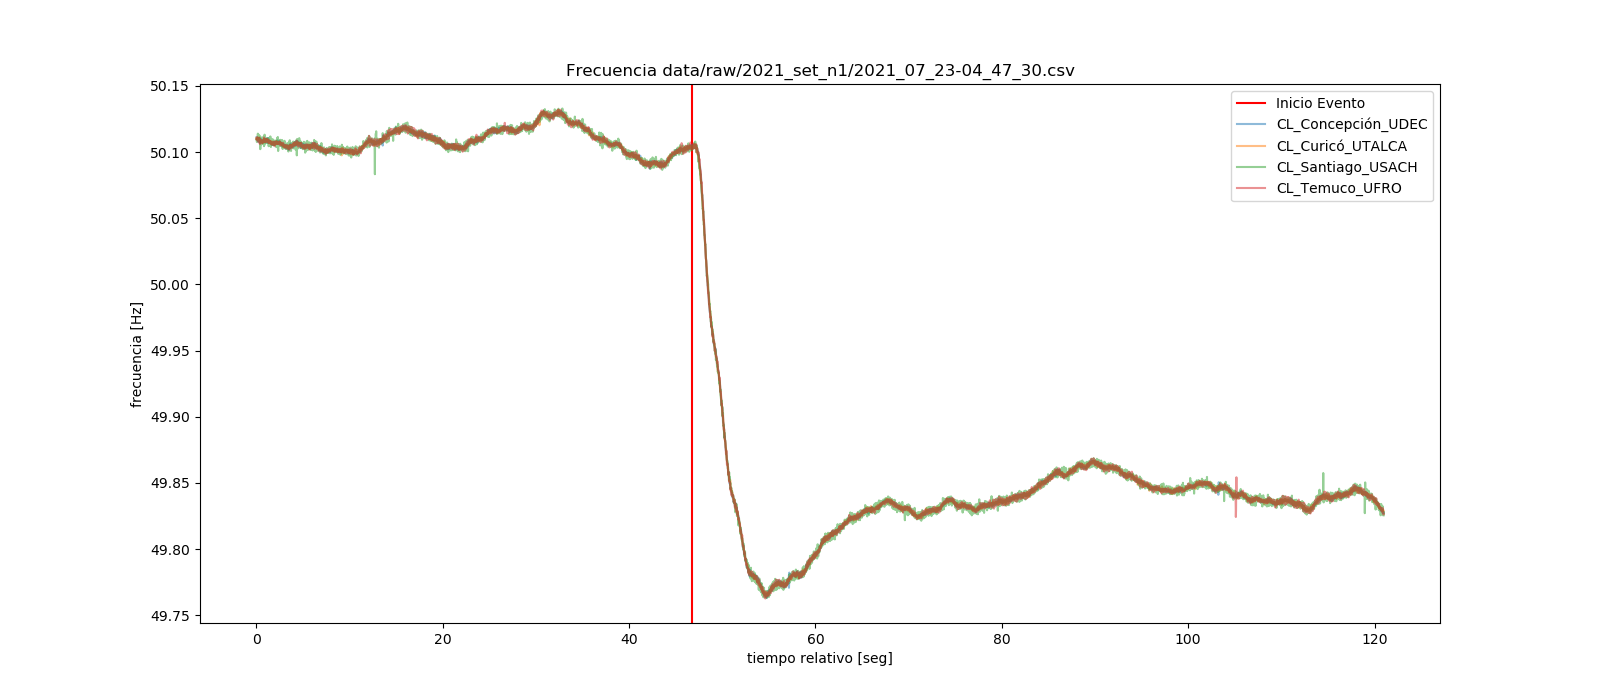 Frecuencia data/raw/2021_set_n1/2021_07_23-04_47_30.csv
50.15
50.10
50.05
50.00
49.95
49.90
49.85
49.80
49.75
frecuencia [Hz]
Inicio Evento
CL_Concepción_UDEC
CL_Curicó_UTALCA
CL_Santiago_USACH
CL_Temuco_UFRO
0 20 40 60 80 100 120
tiempo relativo [seg]